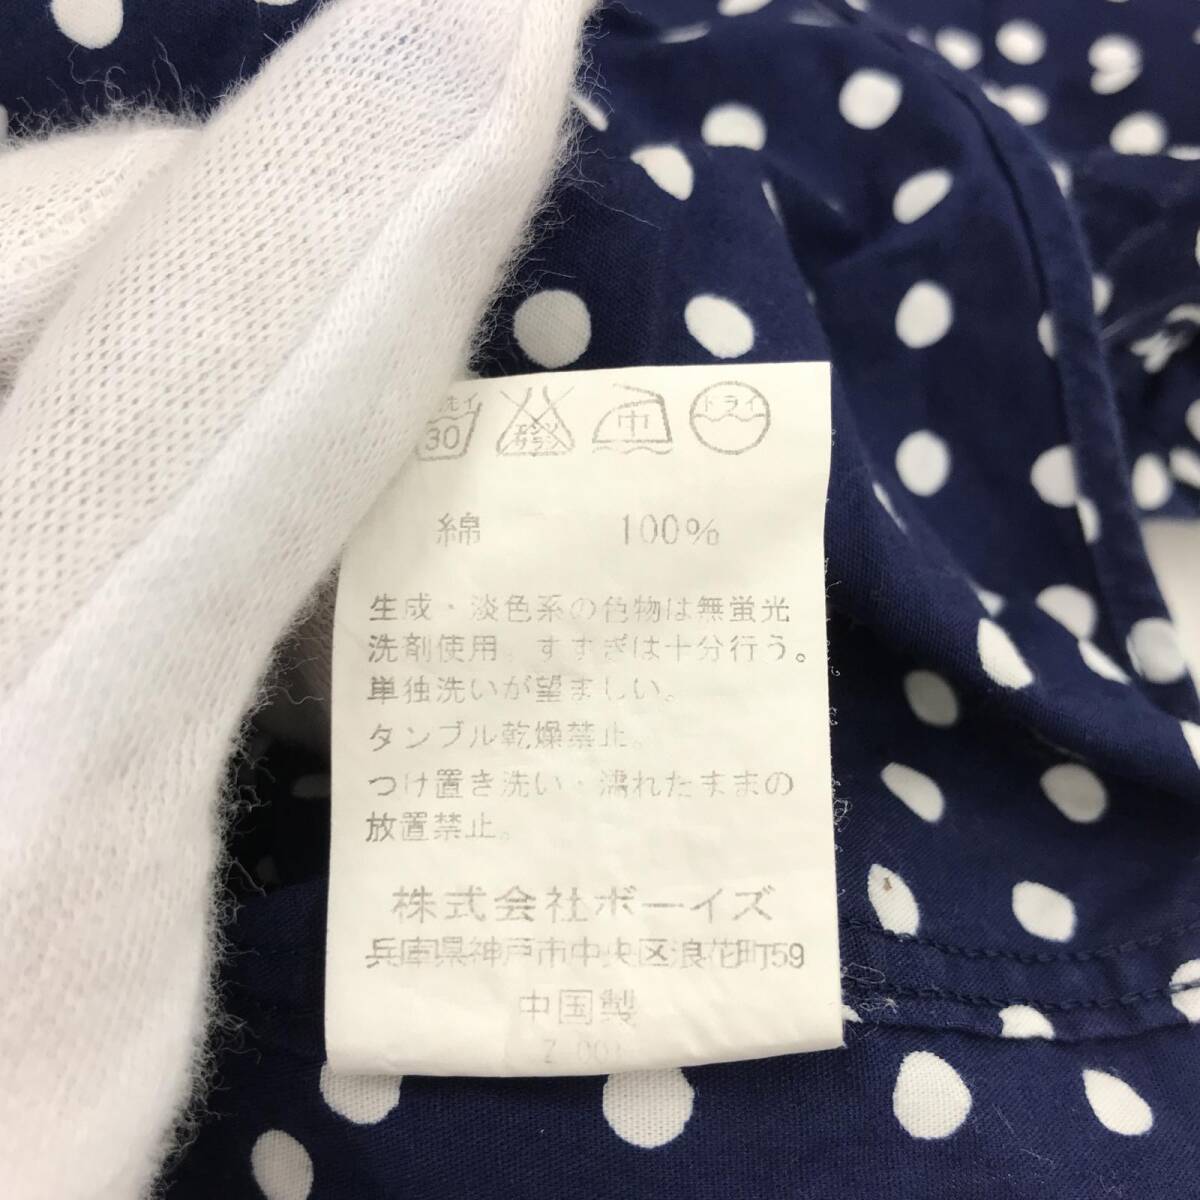 洗イ
30
エンソ
サラシ
中
ドライ
綿 100%
生成・淡色系の色物は無蛍光
洗剤使用。すすぎは十分行う。
単独洗いが望ましい。
タンブル乾燥禁止。
つけ置き洗い・濡れたままの
放置禁止。
株式会社ボーイズ
兵庫県神戸市中央区浪花町59
中国製